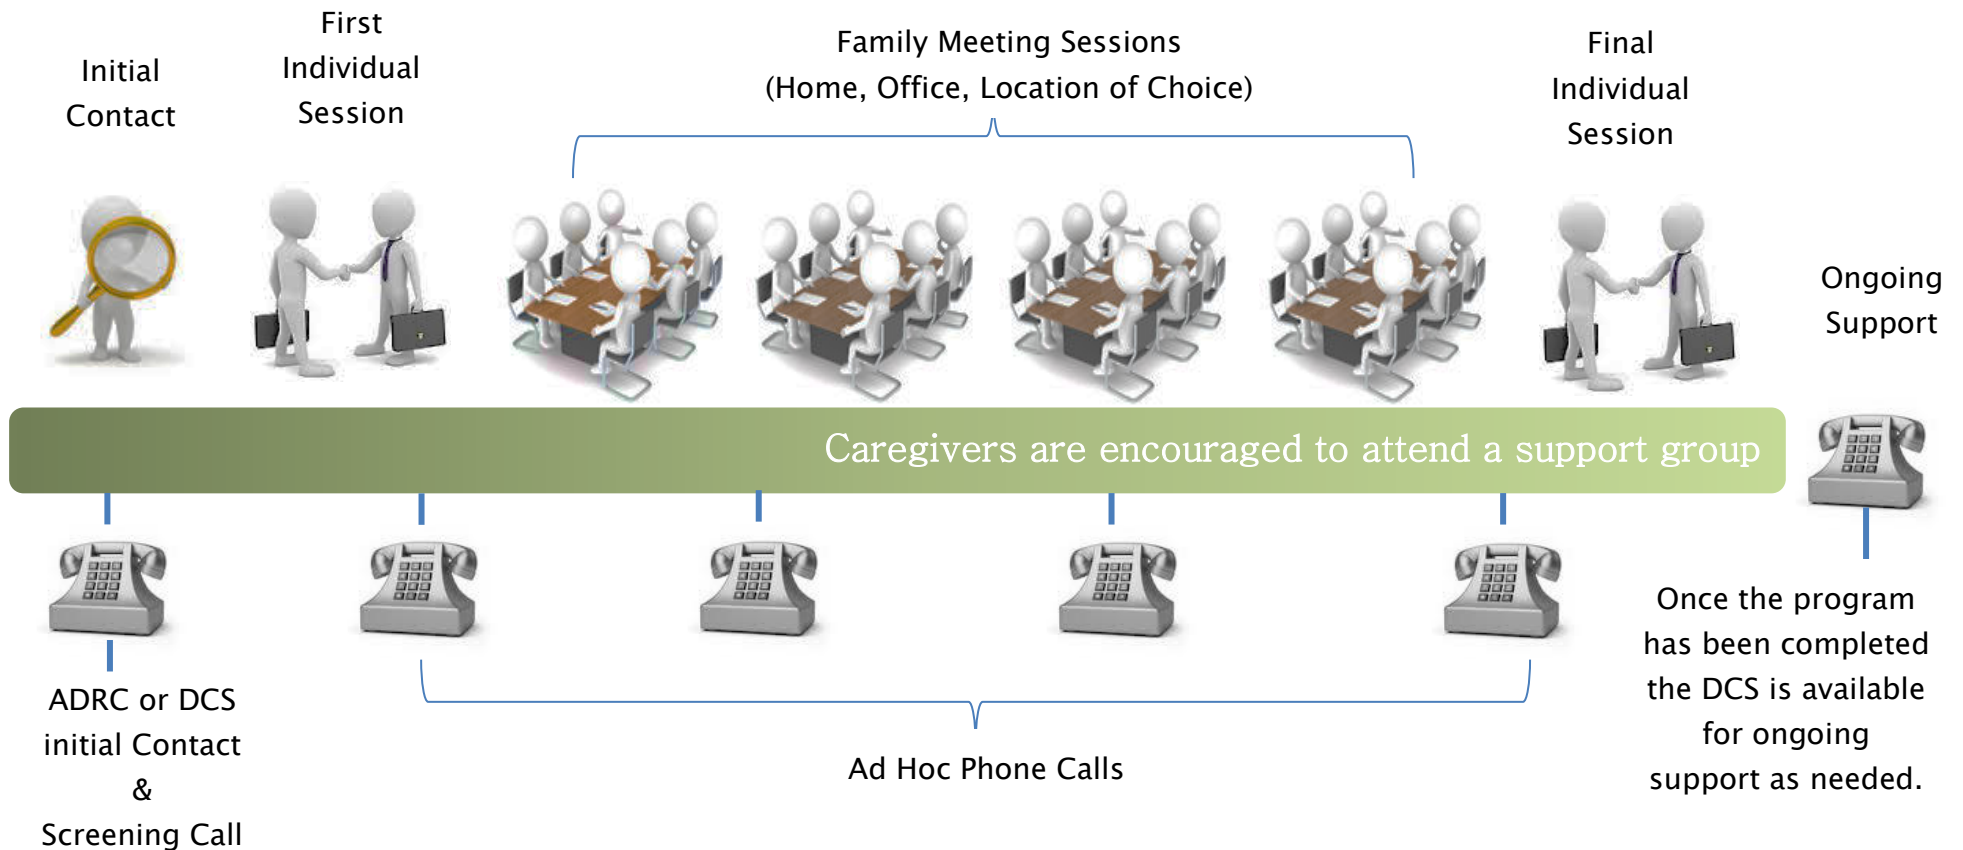 Initial
Contact
First
Individual
Session
Family Meeting Sessions
(Home, Office, Location of Choice)
Final
Individual
Session
Ongoing
Support
Caregivers are encouraged to attend a support group
ADRC or DCS
initial Contact
&
Screening Call
Ad Hoc Phone Calls
Once the program
has been completed
the DCS is available
for ongoing
support as needed.